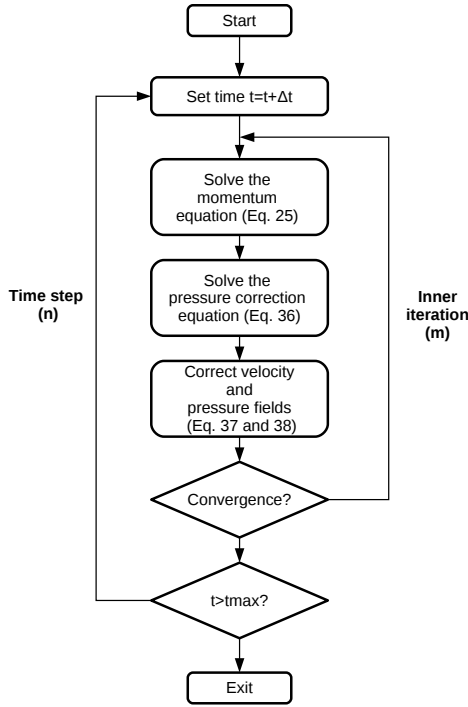 Start
Set time t=t+Δt
Solve the
momentum
equation (Eq. 25)
Solve the
pressure correction
equation (Eq. 36)
Time step
(n)
Inner
iteration
(m)
Correct velocity
and
pressure fields
(Eq. 37 and 38)
Convergence?
t>tmax?
Exit